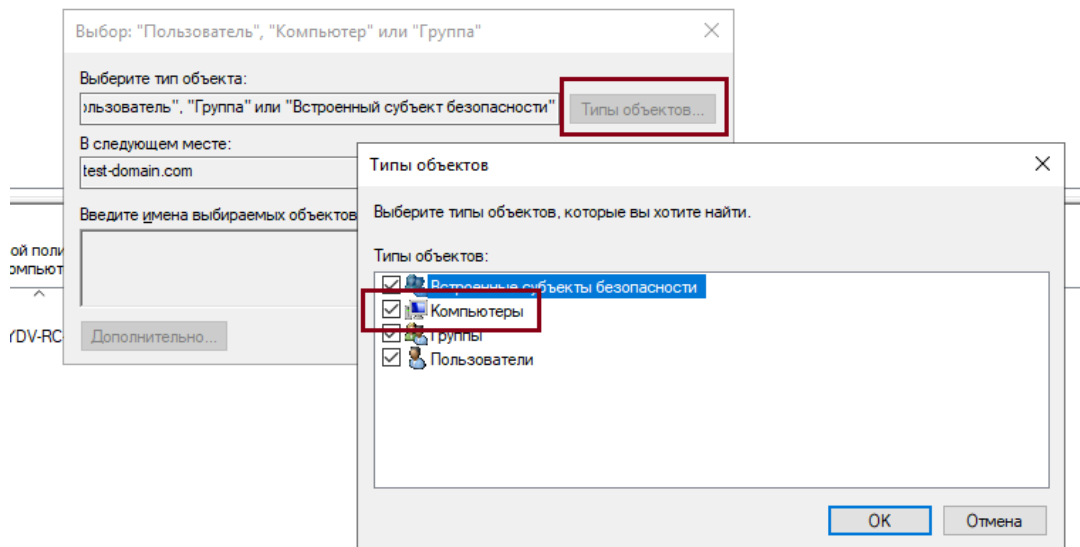 Выбор: "Пользователь", "Компьютер" или "Группа"
Выберите тип объекта:
ользователь", "Группа" или "Встроенный субъект безопасности"
Типы объектов...
В следующем месте:
test-domain.com
Типы объектов
Введите имена выбираемых объектов
Выберите типы объектов, которые вы хотите найти.
ой поли
омпьют
Типы объектов:
Встроенные субъекты безопасности
Компьютеры
Группы
Пользователи
YDV-RC
Дополнительно...
OK
Отмена